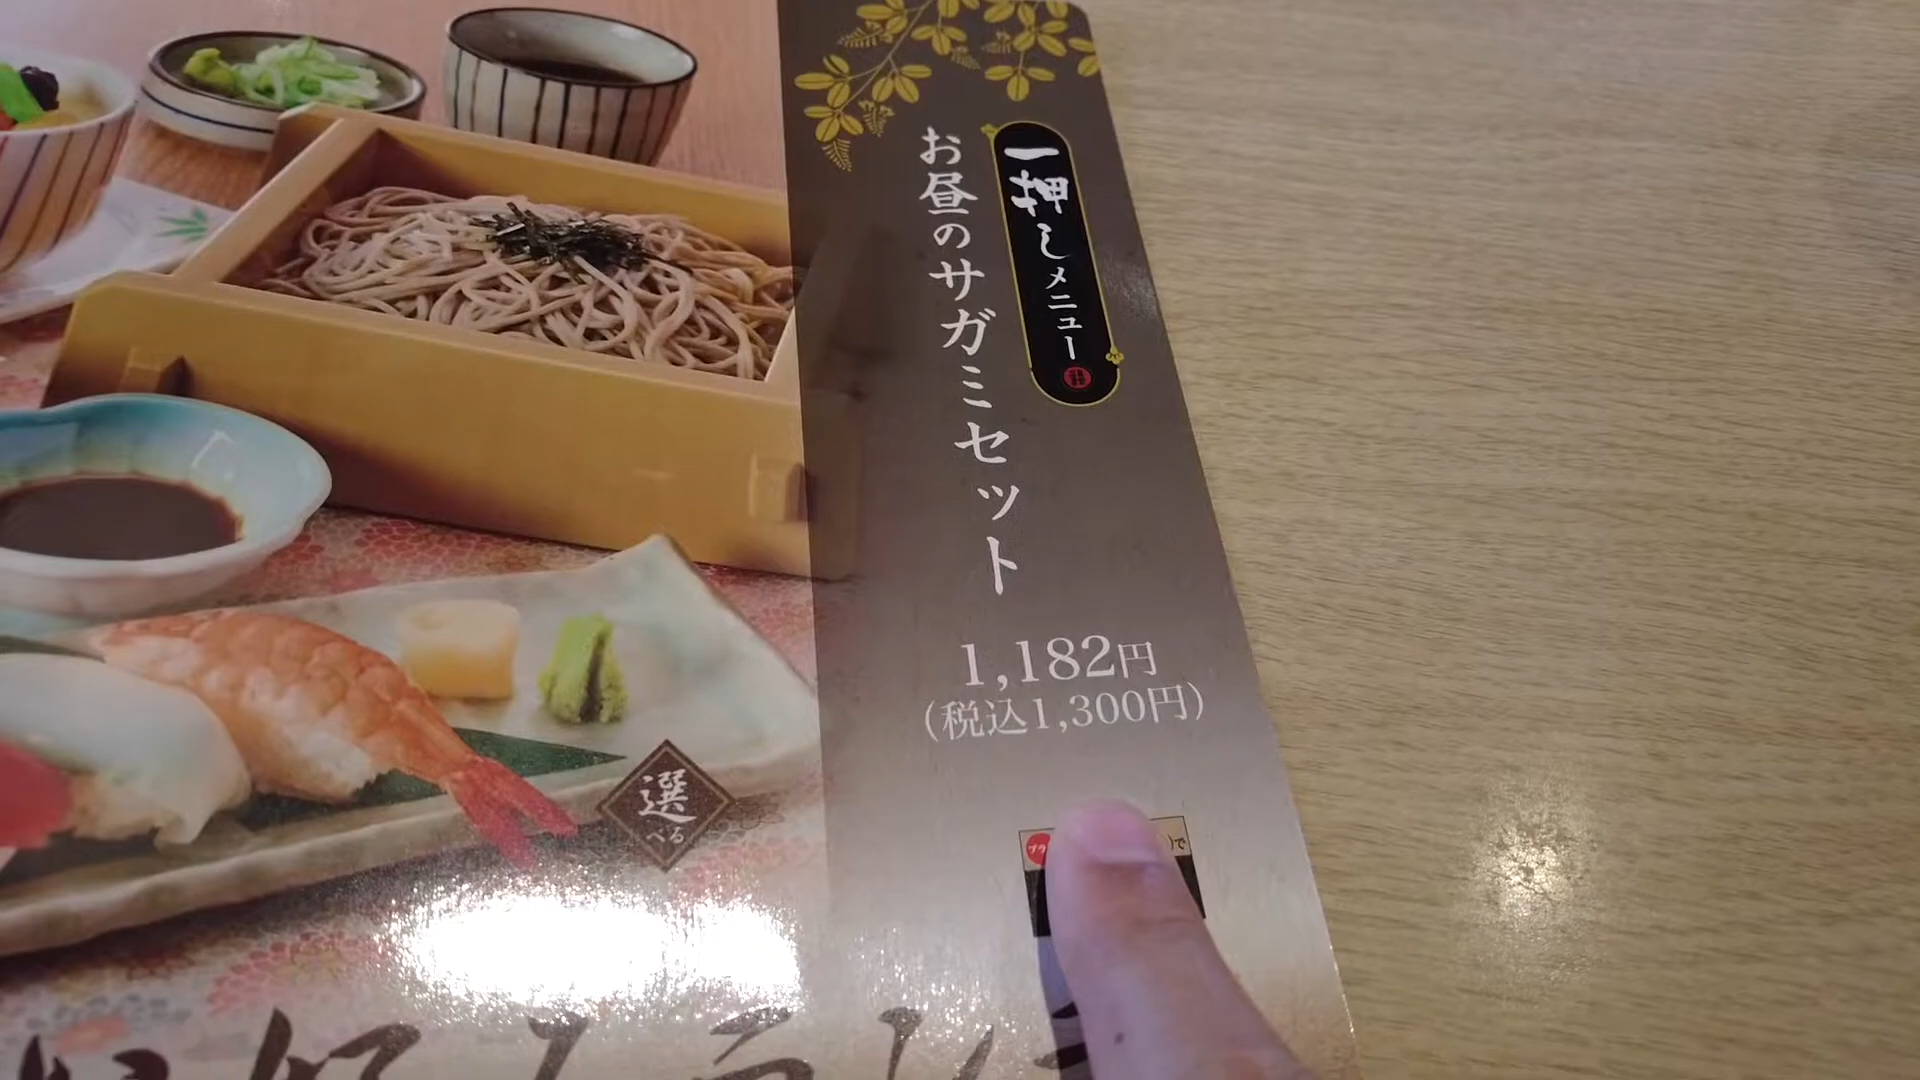 一押しメニュー
お昼のサガミセット
1,182円
(税込1,300円)
選べる